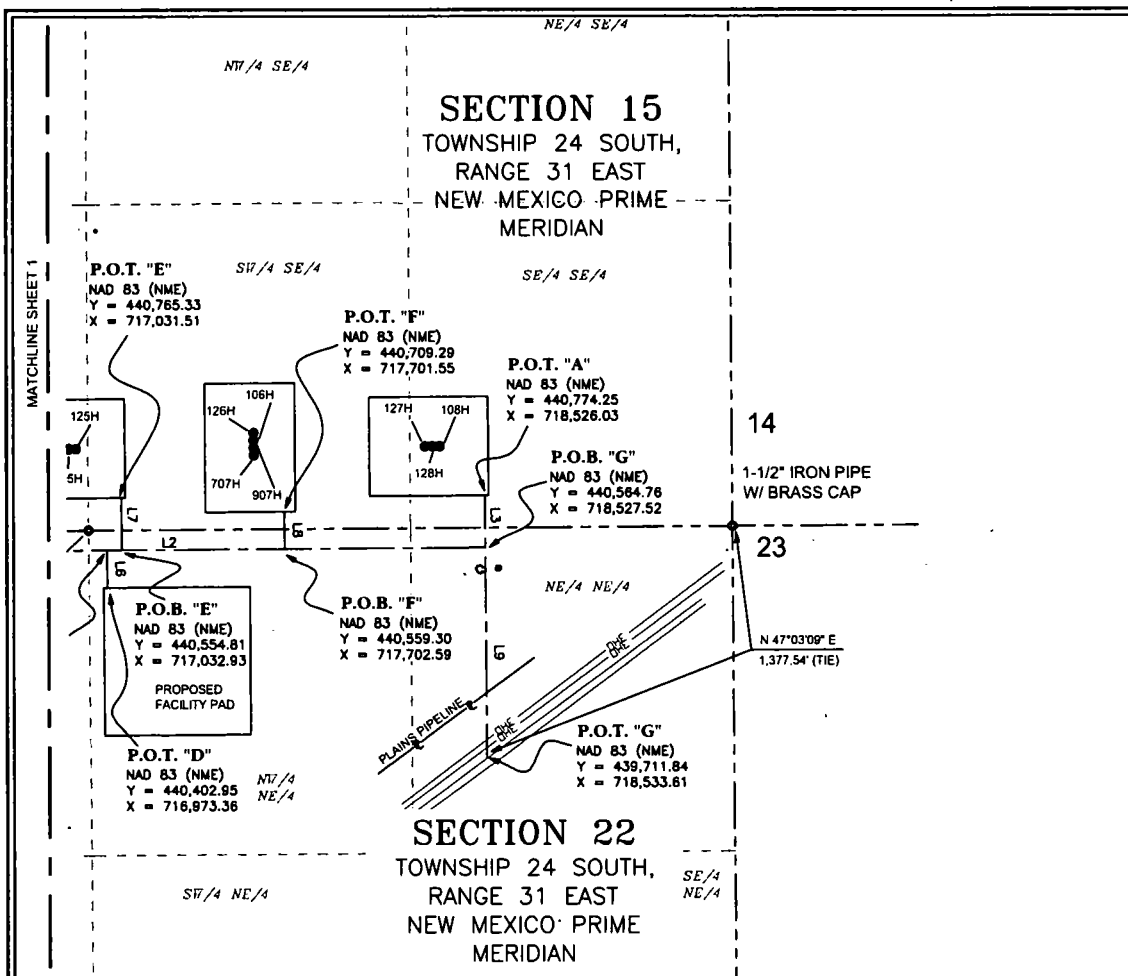 NE/4 SE/4
NW/4 SE/4
SECTION 15
TOWNSHIP 24 SOUTH,
RANGE 31 EAST
NEW MEXICO PRIME
MERIDIAN
MATCHLINE SHEET 1
SW/4 SE/4
SE/4 SE/4
P.O.T. "E"
NAD 83 (NME)
Y = 440,765.33
X = 717,031.51
P.O.T. "F"
NAD 83 (NME)
Y = 440,709.29
X = 717,701.55
P.O.T. "A"
NAD 83 (NME)
Y = 440,774.25
X = 718,526.03
125H
5H
126H
106H
707H
907H
127H
108H
128H
P.O.B. "G"
NAD 83 (NME)
Y = 440,564.76
X = 718,527.52
14
1-1/2" IRON PIPE
W/ BRASS CAP
23
L7
L2
L8
L3
L6
L9
NE/4 NE/4
P.O.B. "E"
NAD 83 (NME)
Y = 440,554.81
X = 717,032.93
PROPOSED
FACILITY PAD
P.O.B. "F"
NAD 83 (NME)
Y = 440,559.30
X = 717,702.59
OHE
OHE
N 47°03'09" E
1,377.54' (TIE)
PLAINS PIPELINE
OHE
OHE
P.O.T. "G"
NAD 83 (NME)
Y = 439,711.84
X = 718,533.61
P.O.T. "D"
NAD 83 (NME)
Y = 440,402.95
X = 716,973.36
NW/4
NE/4
SECTION 22
TOWNSHIP 24 SOUTH,
RANGE 31 EAST
NEW MEXICO PRIME
MERIDIAN
SW/4 NE/4
SE/4
NE/4